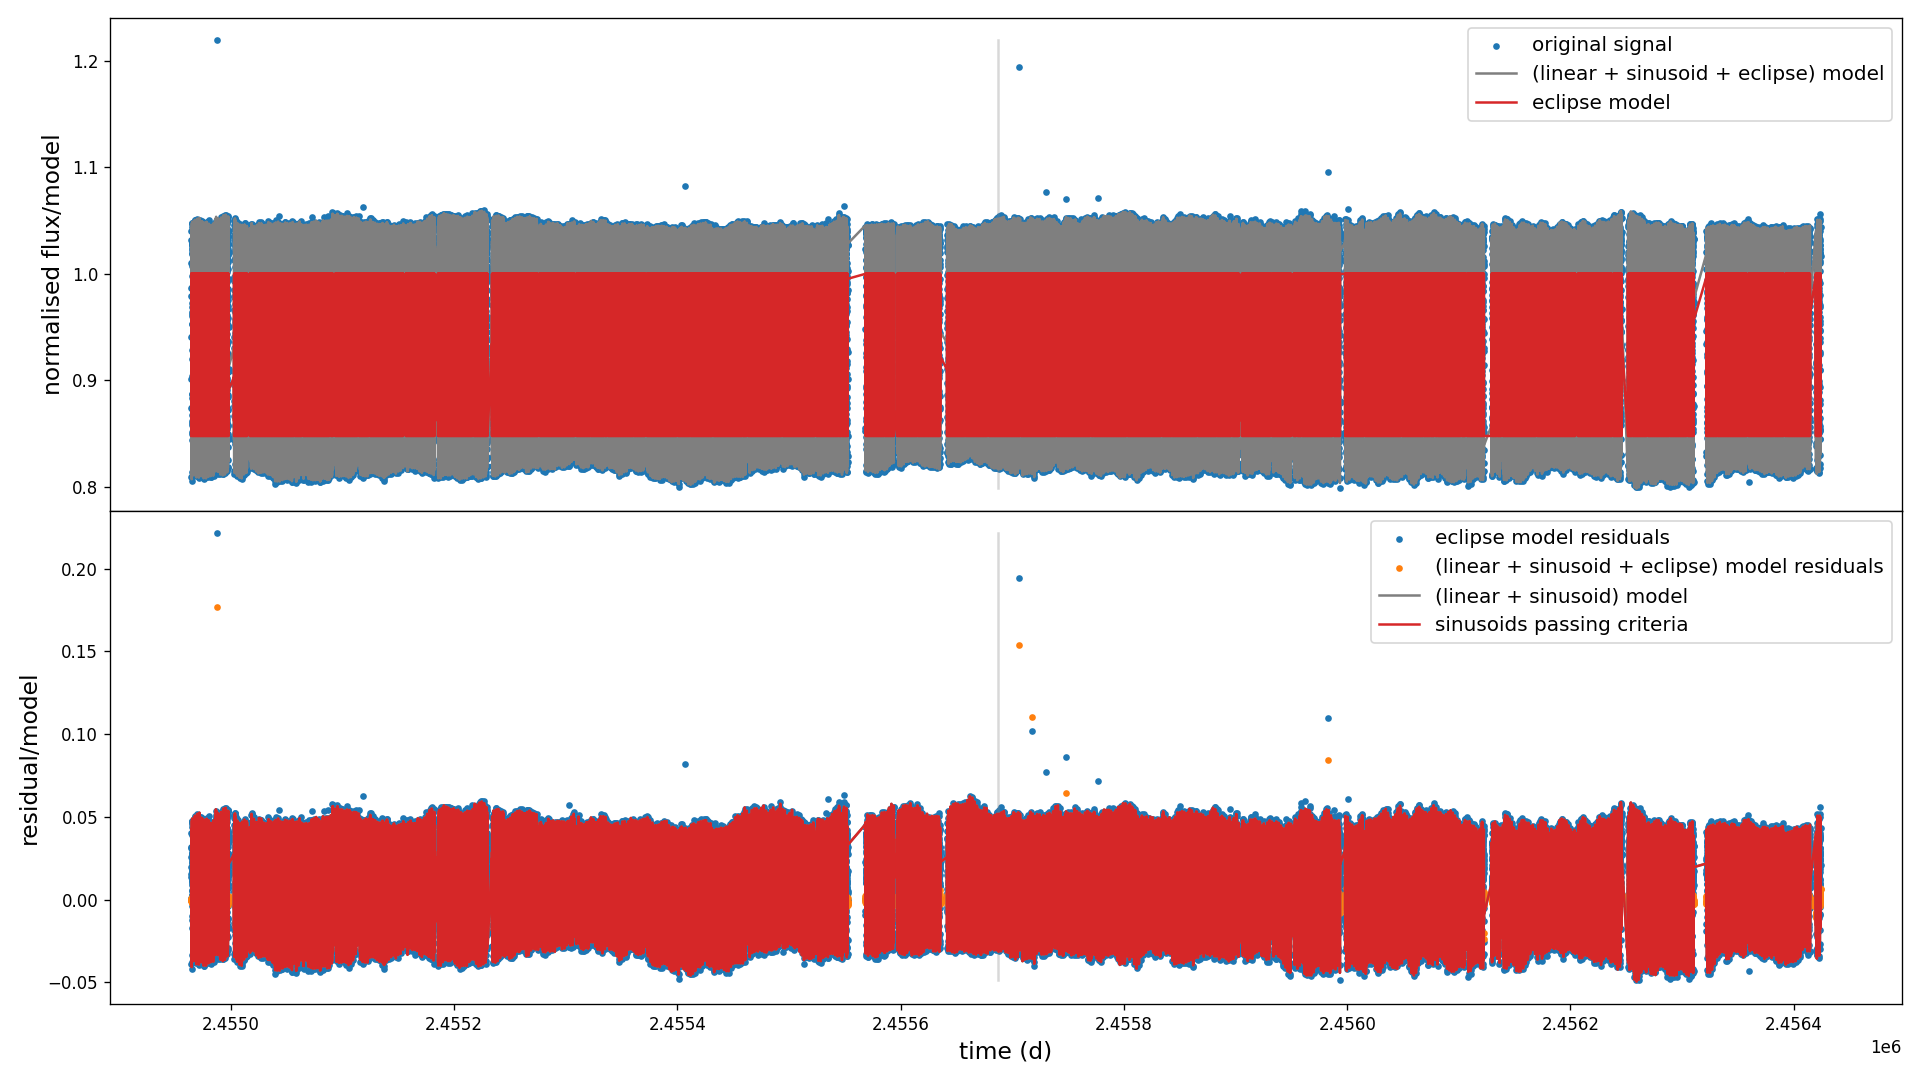 1.2
1.1
1.0
0.9
0.8
normalised flux/model
original signal
(linear + sinusoid + eclipse) model
eclipse model
0.20
0.15
0.10
0.05
0.00
−0.05
residual/model
eclipse model residuals
(linear + sinusoid + eclipse) model residuals
(linear + sinusoid) model
sinusoids passing criteria
2.4550 2.4552 2.4554 2.4556 2.4558 2.4560 2.4562 2.4564
1e6
time (d)